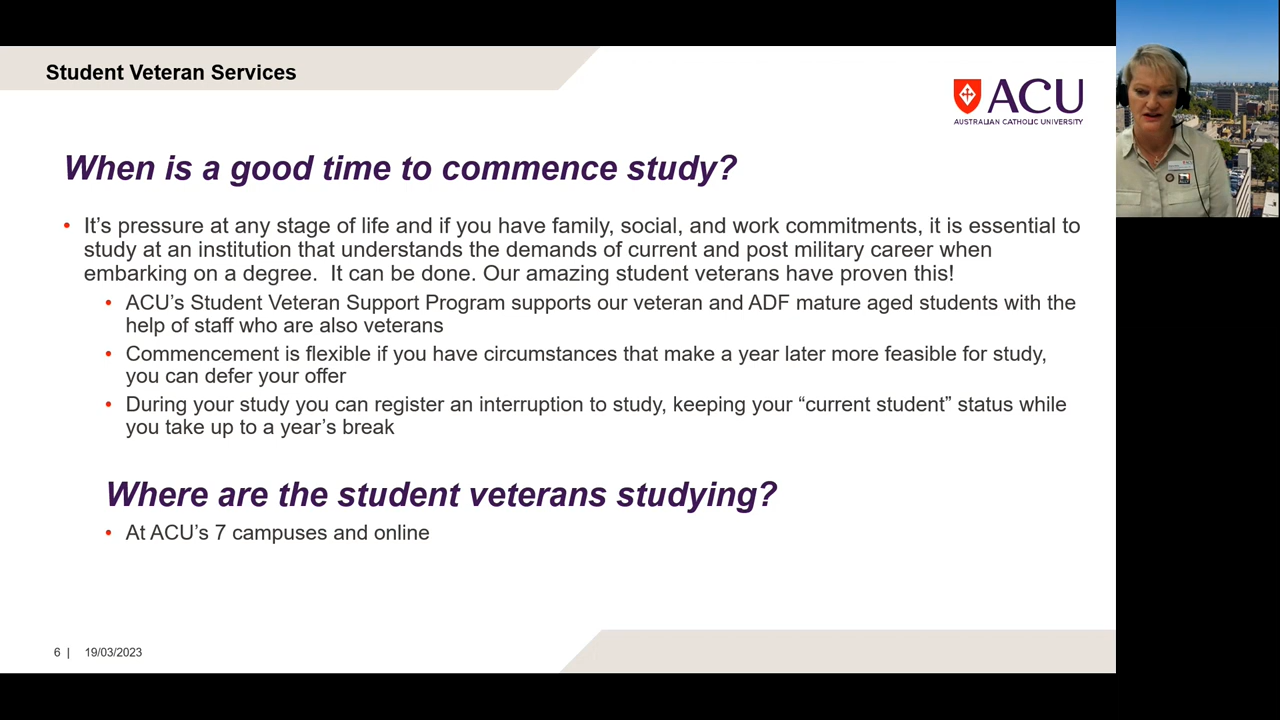 Student Veteran Services
ACU
AUSTRALIAN CATHOLIC UNIVERSITY
When is a good time to commence study?
• It’s pressure at any stage of life and if you have family, social, and work commitments, it is essential to
study at an institution that understands the demands of current and post military career when
embarking on a degree.  It can be done. Our amazing student veterans have proven this!
• ACU’s Student Veteran Support Program supports our veteran and ADF mature aged students with the
help of staff who are also veterans
• Commencement is flexible if you have circumstances that make a year later more feasible for study,
you can defer your offer
• During your study you can register an interruption to study, keeping your “current student” status while
you take up to a year’s break
Where are the student veterans studying?
• At ACU’s 7 campuses and online
6 | 19/03/2023